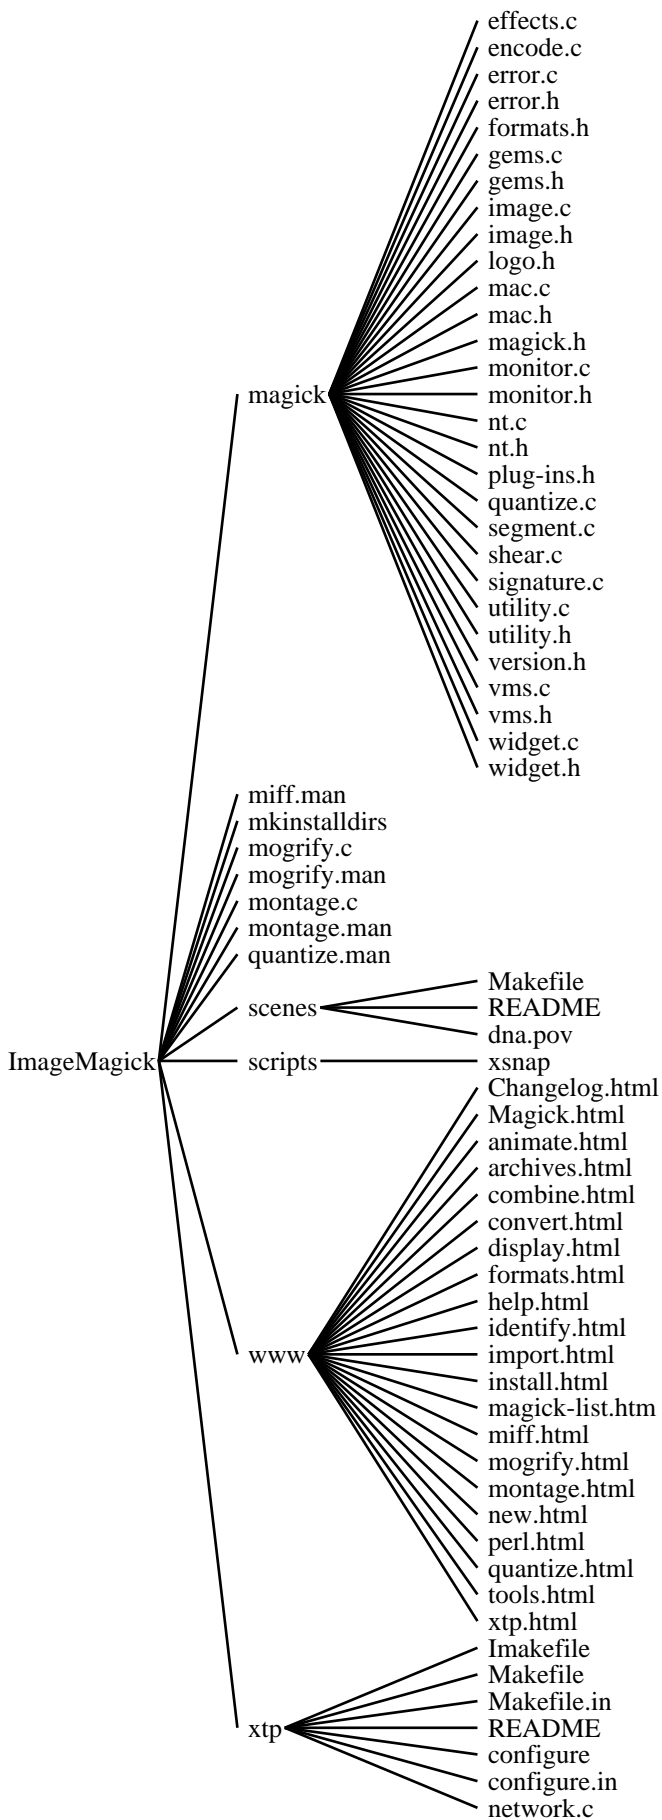 effects.c
encode.c
error.c
error.h
formats.h
gems.c
gems.h
image.c
image.h
logo.h
mac.c
mac.h
magick.h
monitor.c
magick
monitor.h
nt.c
nt.h
plug-ins.h
quantize.c
segment.c
shear.c
signature.c
utility.c
utility.h
version.h
vms.c
vms.h
widget.c
widget.h
miff.man
mkinstalldirs
mogrify.c
mogrify.man
montage.c
montage.man
quantize.man
Makefile
scenes
README
dna.pov
ImageMagick
scripts
xsnap
Changelog.html
Magick.html
animate.html
archives.html
combine.html
convert.html
display.html
formats.html
help.html
identify.html
www
import.html
install.html
magick-list.htm
miff.html
mogrify.html
montage.html
new.html
perl.html
quantize.html
tools.html
xtp.html
Imakefile
Makefile
Makefile.in
xtp
README
configure
configure.in
network.c